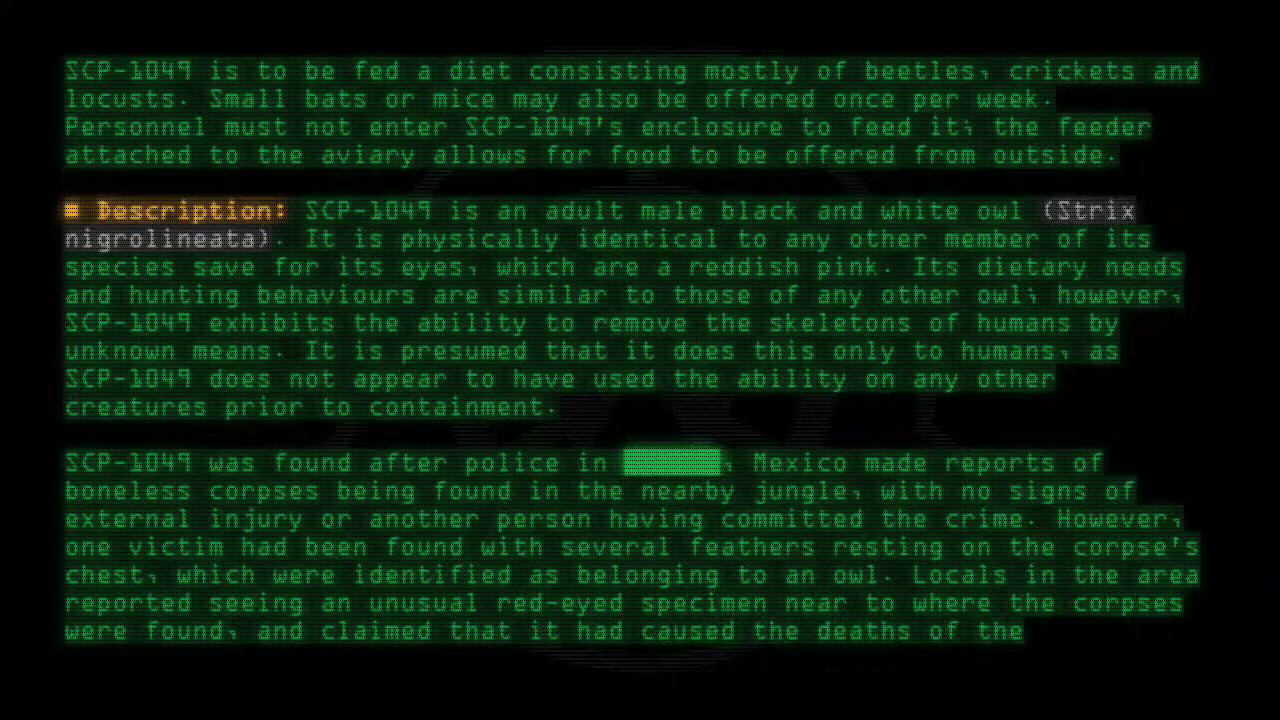 SCP-1049 is to be fed a diet consisting mostly of beetles, crickets and
locusts. Small bats or mice may also be offered once per week.
Personnel must not enter SCP-1049's enclosure to feed it; the feeder
attached to the aviary allows for food to be offered from outside.
■ Description: SCP-1049 is an adult male black and white owl (Strix
nigrolineata). It is physically identical to any other member of its
species save for its eyes, which are a reddish pink. Its dietary needs
and hunting behaviours are similar to those of any other owl; however,
SCP-1049 exhibits the ability to remove the skeletons of humans by
unknown means. It is presumed that it does this only to humans, as
SCP-1049 does not appear to have used the ability on any other
creatures prior to containment.
SCP-1049 was found after police in ██████, Mexico made reports of
boneless corpses being found in the nearby jungle, with no signs of
external injury or another person having committed the crime. However,
one victim had been found with several feathers resting on the corpse's
chest, which were identified as belonging to an owl. Locals in the area
reported seeing an unusual red-eyed specimen near to where the corpses
were found, and claimed that it had caused the deaths of the